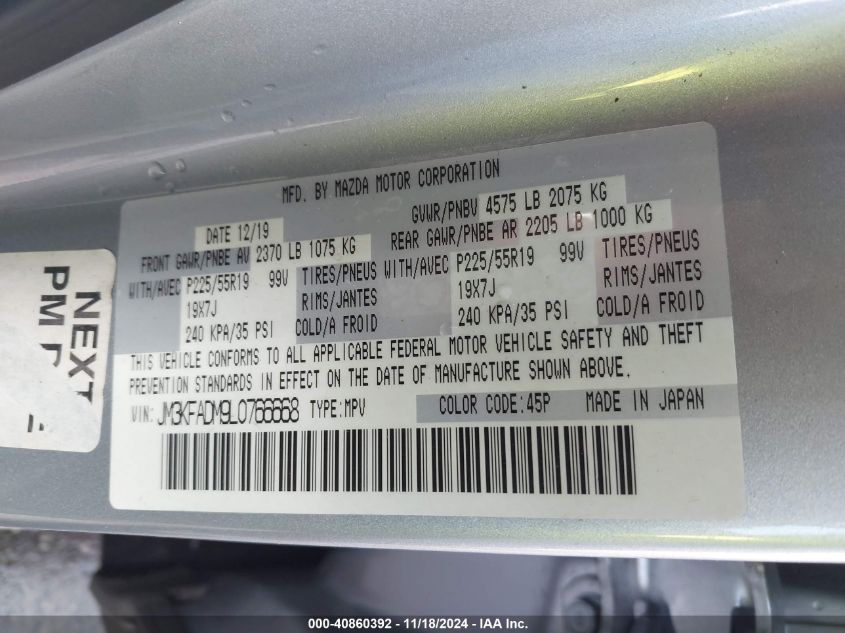 MFD. BY MAZDA MOTOR CORPORATION
DATE 12/19 GVWR/PNBV 4575 LB 2075 KG
FRONT GAWR/PNBE AV 2370 LB 1075 KG REAR GAWR/PNBE AR 2205 LB 1000 KG
WITH/AVEC P225/55R19 99V TIRES/PNEUS WITH/AVEC P225/55R19 99V TIRES/PNEUS
19X7J RIMS/JANTES 19X7J RIMS/JANTES
240 KPA/35 PSI COLD/A FROID 240 KPA/35 PSI COLD/A FROID
THIS VEHICLE CONFORMS TO ALL APPLICABLE FEDERAL MOTOR VEHICLE SAFETY AND THEFT
PREVENTION STANDARDS IN EFFECT ON THE DATE OF MANUFACTURE SHOWN ABOVE.
VIN: JM3KFADM9L0766668 TYPE:MPV COLOR CODE:45P MADE IN JAPAN
NEXT
PM
000-40860392 - 11/18/2024 - IAA Inc.